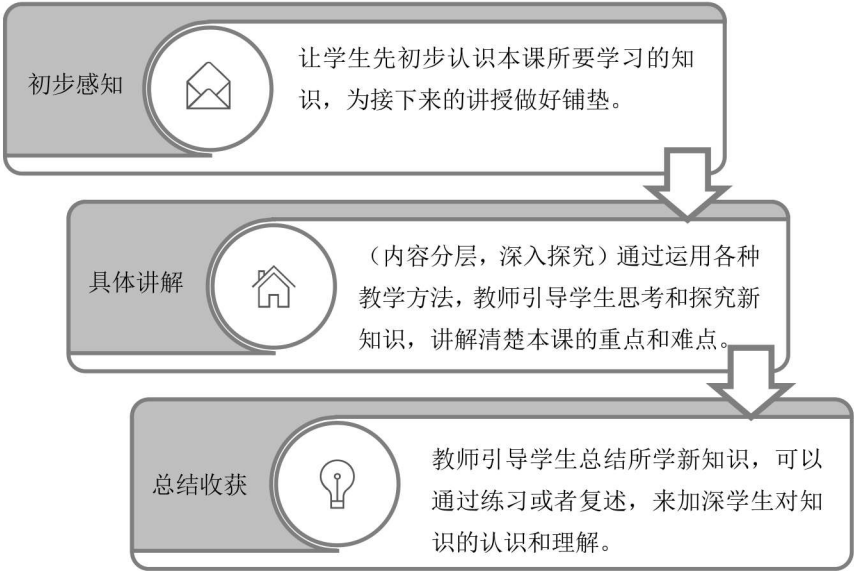 初步感知
让学生先初步认识本课所要学习的知
识，为接下来的讲授做好铺垫。
具体讲解
（内容分层，深入探究）通过运用各种
教学方法，教师引导学生思考和探究新
知识，讲解清楚本课的重点和难点。
总结收获
教师引导学生总结所学新知识，可以
通过练习或者复述，来加深学生对知
识的认识和理解。